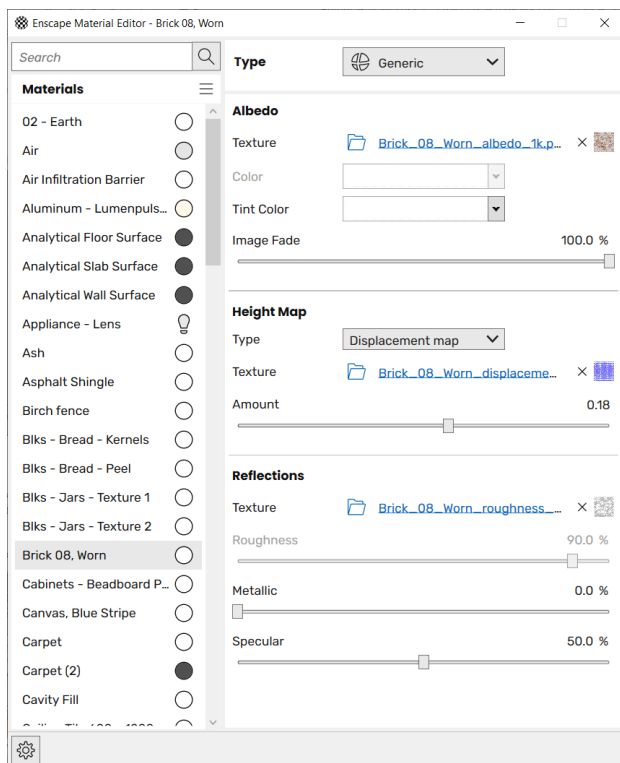 Enscape Material Editor - Brick 08, Worn
Search
Materials
02 - Earth
Air
Air Infiltration Barrier
Aluminum - Lumenpuls...
Analytical Floor Surface
Analytical Slab Surface
Analytical Wall Surface
Appliance - Lens
Ash
Asphalt Shingle
Birch fence
Blks - Bread - Kernels
Blks - Bread - Peel
Blks - Jars - Texture 1
Blks - Jars - Texture 2
Brick 08, Worn
Cabinets - Beadboard P...
Canvas, Blue Stripe
Carpet
Carpet (2)
Cavity Fill
Type Generic
Albedo
Texture Brick_08_Worn_albedo_1k.p...
Color
Tint Color
Image Fade 100.0 %
Height Map
Type Displacement map
Texture Brick_08_Worn_displaceme...
Amount 0.18
Reflections
Texture Brick_08_Worn_roughness_...
Roughness 90.0 %
Metallic 0.0 %
Specular 50.0 %